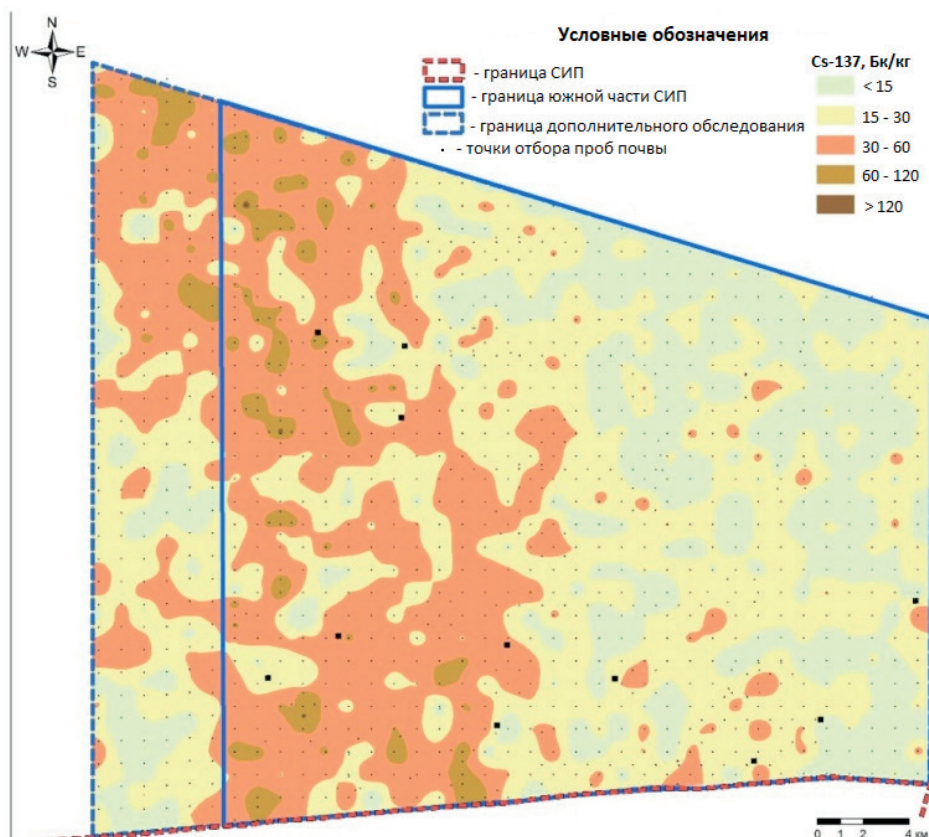 N
W E
S
Условные обозначения
- граница СИП
- граница южной части СИП
- граница дополнительного обследования
- точки отбора проб почвы
Cs-137, Бк/кг
< 15
15 - 30
30 - 60
60 - 120
> 120
0 1 2 4 км